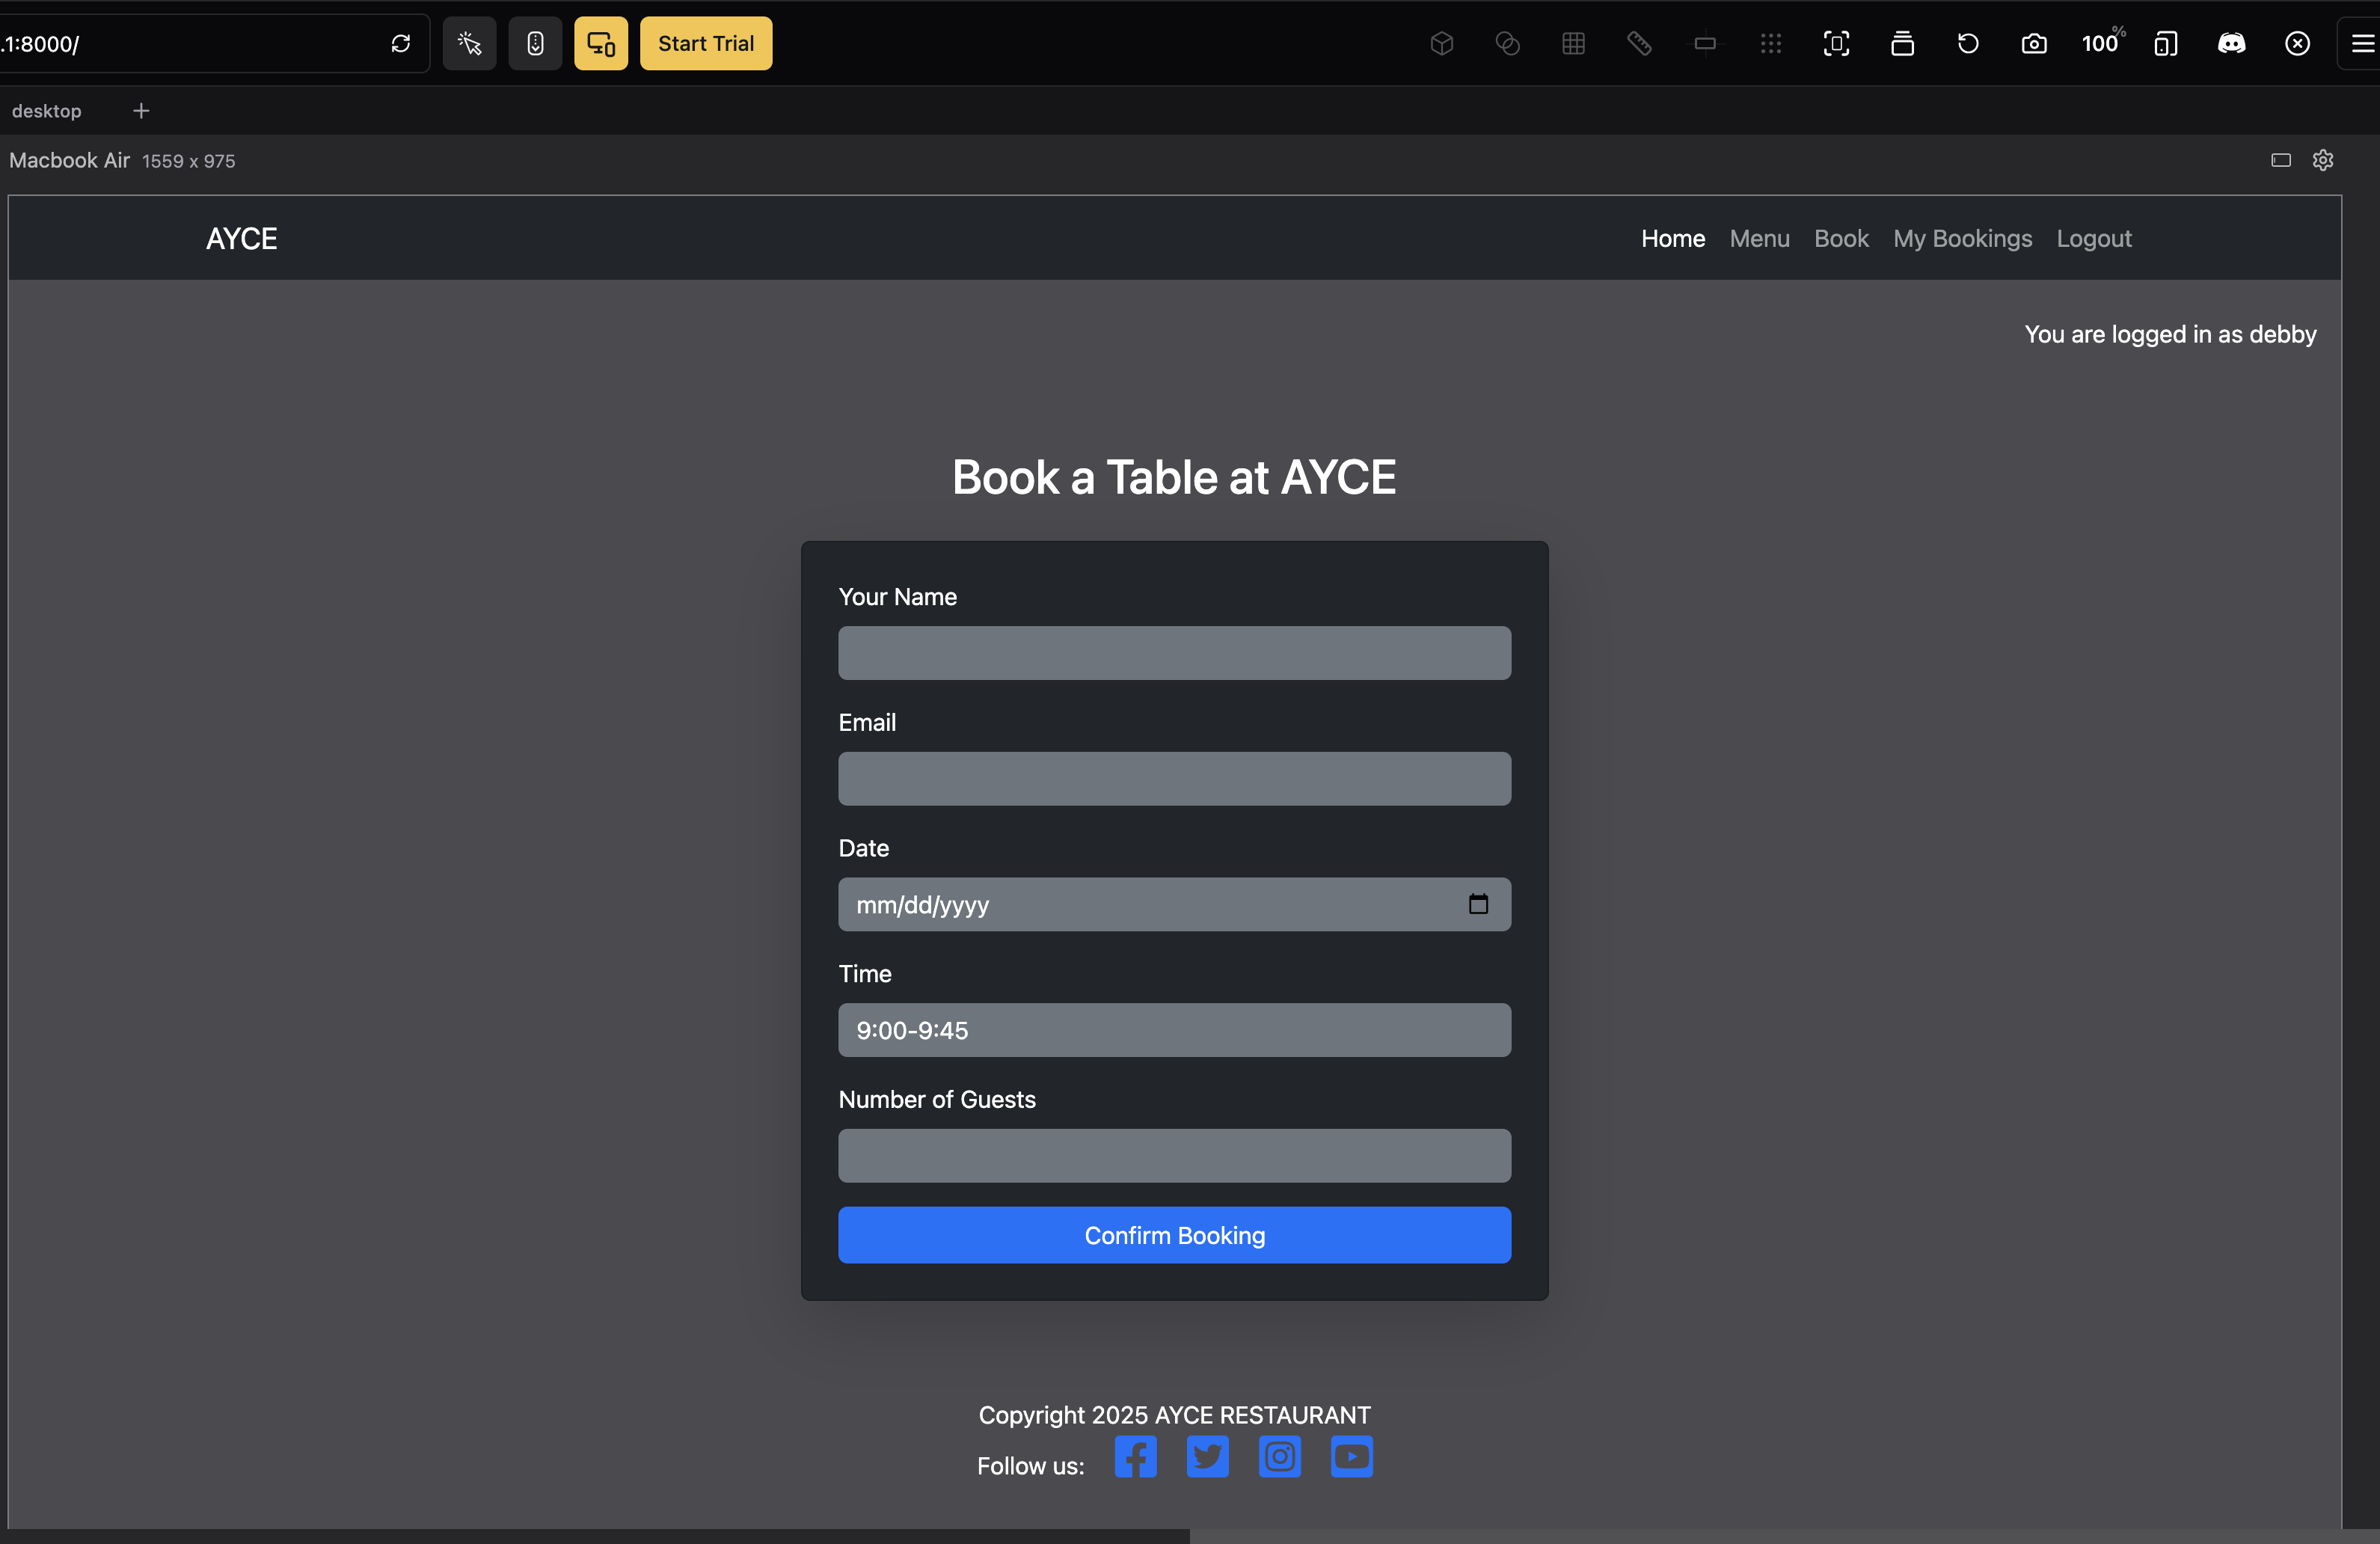 .1:8000/
Start Trial
100%
desktop
Macbook Air 1559 x 975
AYCE
Home Menu Book My Bookings Logout
You are logged in as debby
Book a Table at AYCE
Your Name
Email
Date
mm/dd/yyyy
Time
9:00-9:45
Number of Guests
Confirm Booking
Copyright 2025 AYCE RESTAURANT
Follow us: